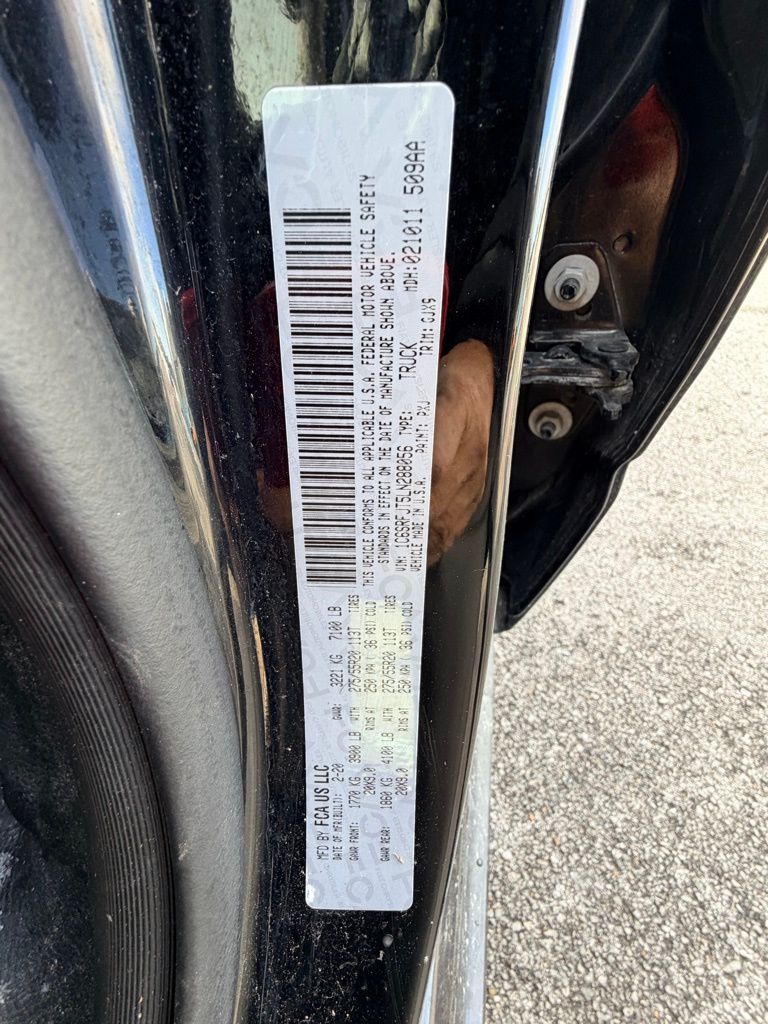 MFD BY FCA US LLC
DATE OF MFR(BUILT): 2-20 GVWR: 3221 KG 7100 LB
GAWR FRONT: 1770 KG 3900 LB WITH 275/55R20 113T TIRES
20X9.0 RIMS AT 250 KPA( 36 PSI) COLD
GAWR REAR: 1860 KG 4100 LB WITH 275/55R20 113T TIRES
20X9.0 RIMS AT 250 KPA( 36 PSI) COLD
THIS VEHICLE CONFORMS TO ALL APPLICABLE U.S.A. FEDERAL MOTOR VEHICLE SAFETY
STANDARDS IN EFFECT ON THE DATE OF MANUFACTURE SHOWN ABOVE.
VIN: 1C6SRFJT5LN288056 TYPE: TRUCK MDH:021011 509AA
VEHICLE MADE IN U.S.A. PAINT: PXJ TRIM: GJX9